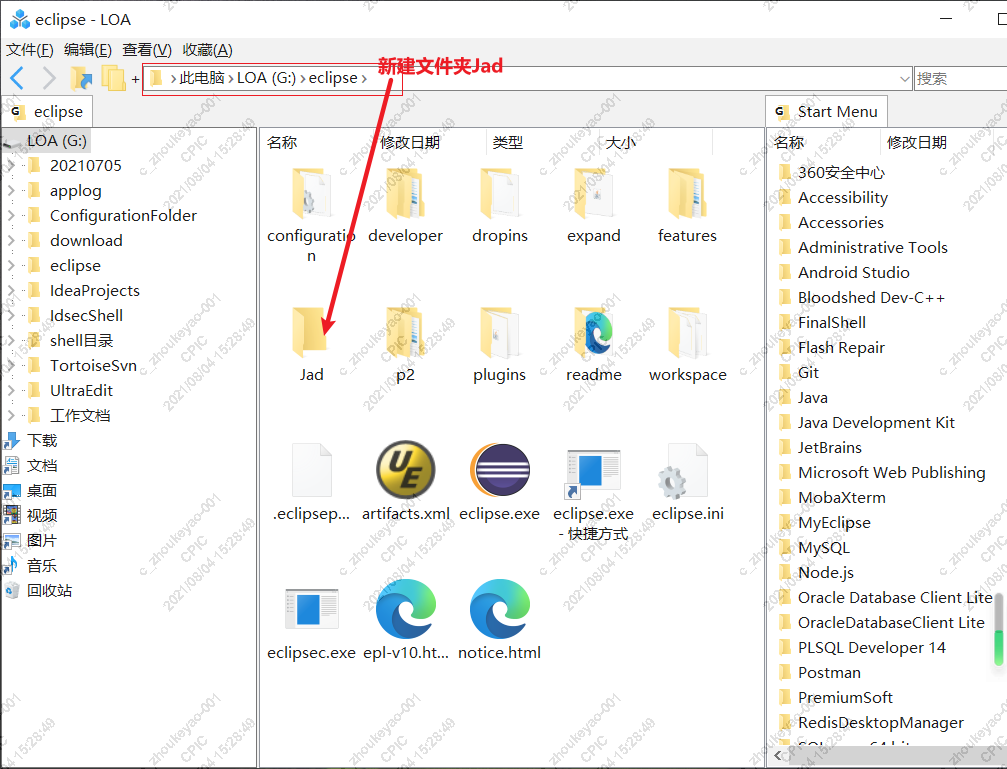 eclipse - LOA
文件(F) 编辑(E) 查看(V) 收藏(A)
新建文件夹Jad
+ 此电脑 › LOA (G:) › eclipse ›
搜索
eclipse
Start Menu
LOA (G:)
20210705
applog
ConfigurationFolder
download
eclipse
IdeaProjects
IdsecShell
shell目录
TortoiseSvn
UltraEdit
工作文档
下载
文档
桌面
视频
图片
音乐
回收站
名称 修改日期 类型 大小
configuratio
n
developer
dropins
expand
features
Jad
p2
plugins
readme
workspace
.eclipsep...
artifacts.xml
eclipse.exe
eclipse.exe
- 快捷方式
eclipse.ini
eclipsec.exe
epl-v10.ht...
notice.html
名称 修改日期
360安全中心
Accessibility
Accessories
Administrative Tools
Android Studio
Bloodshed Dev-C++
FinalShell
Flash Repair
Git
Java
Java Development Kit
JetBrains
Microsoft Web Publishing
MobaXterm
MyEclipse
MySQL
Node.js
Oracle Database Client Lite
OracleDatabaseClient Lite
PLSQL Developer 14
Postman
PremiumSoft
RedisDesktopManager
c_zhoukeyao-001
CPIC
2021/08/04 15:28:49